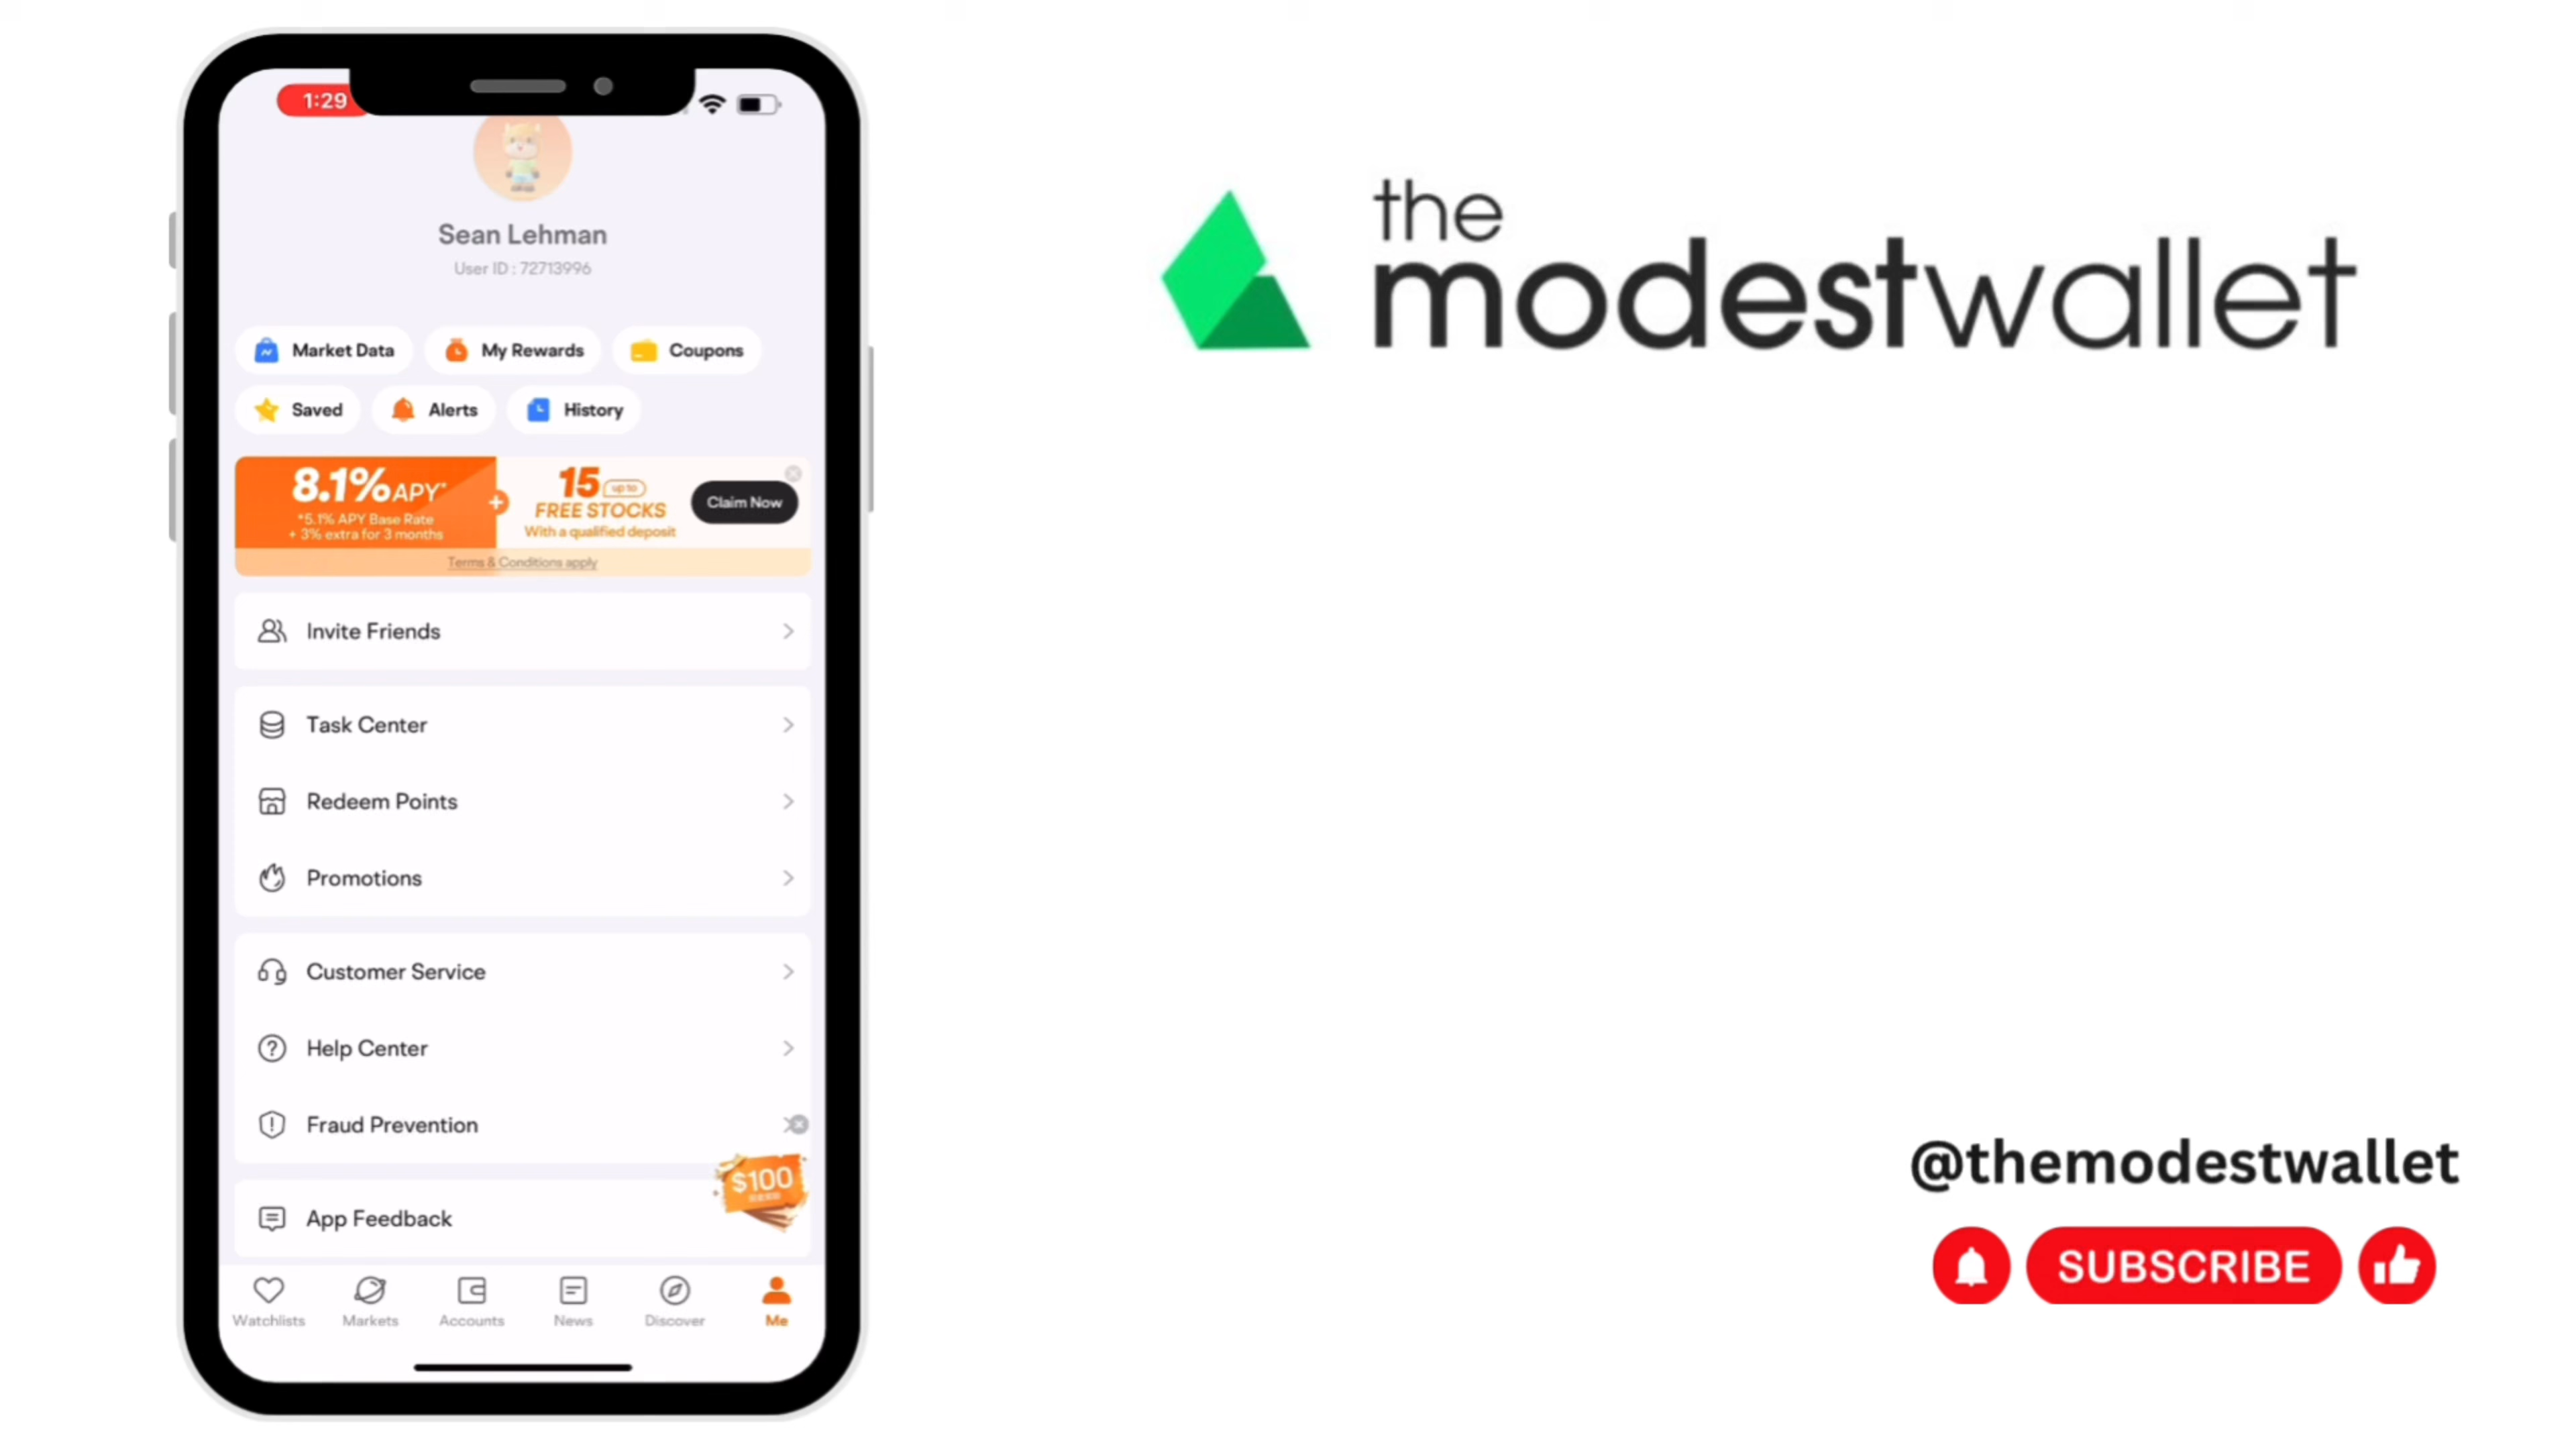 1:29
Sean Lehman
User ID : 72713996
Market Data
My Rewards
Coupons
Saved
Alerts
History
8.1% APY*
*5.1% APY Base Rate
+ 3% extra for 3 months
+
15 up to
FREE STOCKS
With a qualified deposit
Claim Now
Terms & Conditions apply
Invite Friends
Task Center
Redeem Points
Promotions
Customer Service
Help Center
Fraud Prevention
$100
App Feedback
Watchlists
Markets
Accounts
News
Discover
Me
the
modestwallet
@themodestwallet
SUBSCRIBE